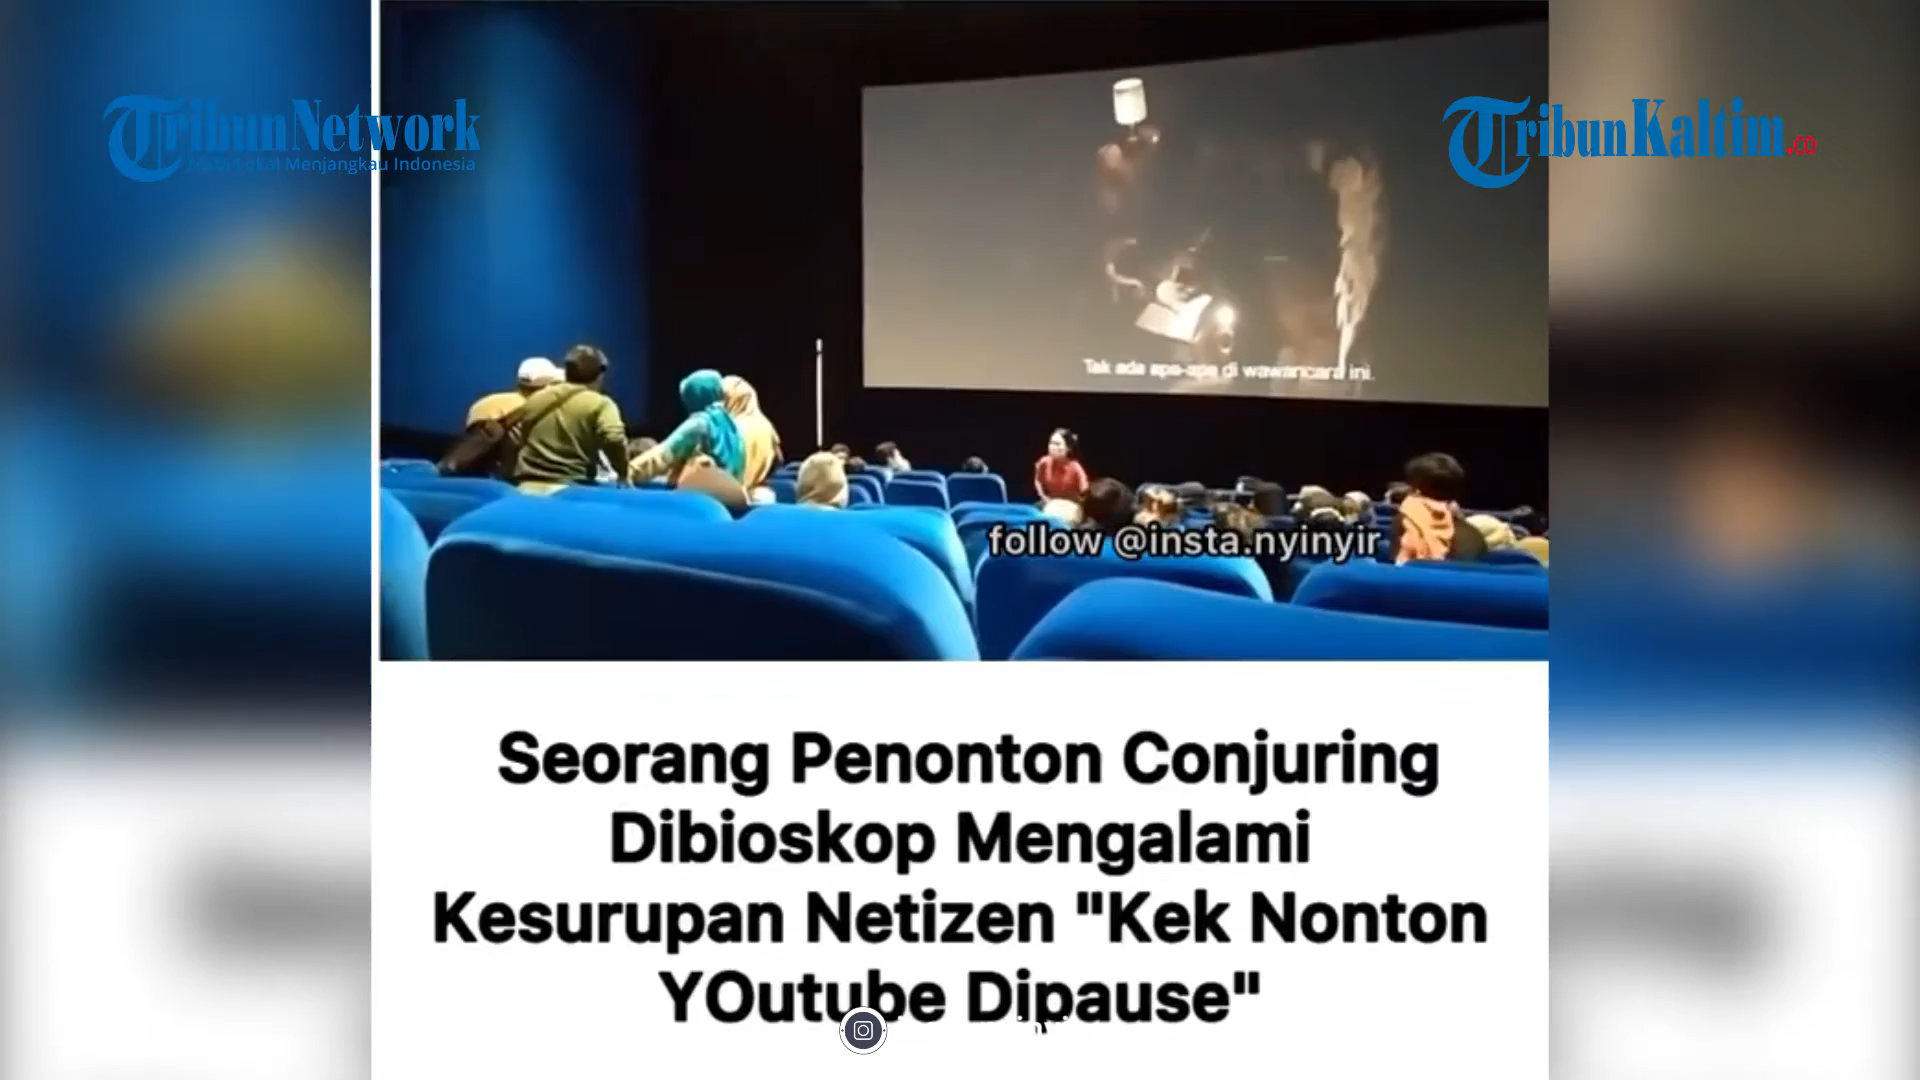 TribunNetwork
Mata Lokal Menjangkau Indonesia
TribunKaltim.co
Tak ada apa-apa di wawancara ini.
follow @insta.nyinyir
Seorang Penonton Conjuring
Dibioskop Mengalami
Kesurupan Netizen "Kek Nonton
YOutube Dipause"